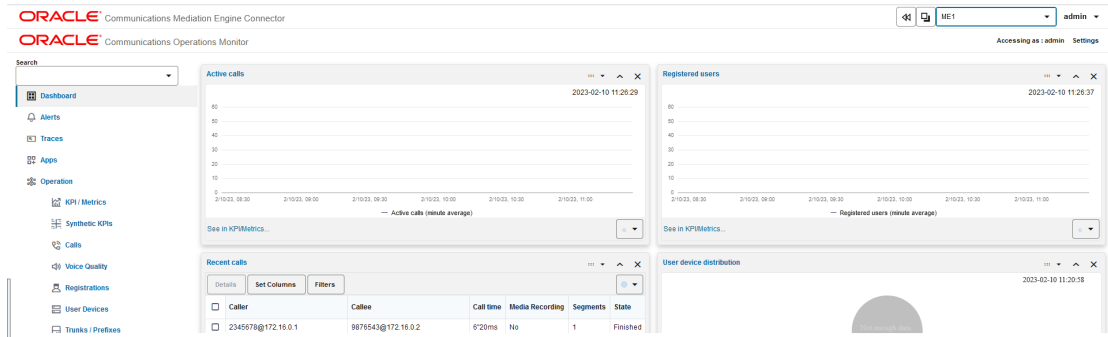 ORACLE Communications Mediation Engine Connector
ME1
admin
ORACLE Communications Operations Monitor
Accessing as : admin Settings
Search
Dashboard
Alerts
Traces
Apps
Operation
KPI / Metrics
Synthetic KPIs
Calls
Voice Quality
Registrations
User Devices
Trunks / Prefixes
Active calls
2023-02-10 11:26:29
60
50
40
30
20
10
0
2/10/23, 08:30 2/10/23, 09:00 2/10/23, 09:30 2/10/23, 10:00 2/10/23, 10:30 2/10/23, 11:00
Active calls (minute average)
See in KPI/Metrics...
Registered users
2023-02-10 11:26:37
60
50
40
30
20
10
0
2/10/23, 08:30 2/10/23, 09:00 2/10/23, 09:30 2/10/23, 10:00 2/10/23, 10:30 2/10/23, 11:00
Registered users (minute average)
See in KPI/Metrics...
Recent calls
Details Set Columns Filters
Caller Callee Call time Media Recording Segments State
2345678@172.16.0.1 9876543@172.16.0.2 6"20ms No 1 Finished
User device distribution
2023-02-10 11:20:58